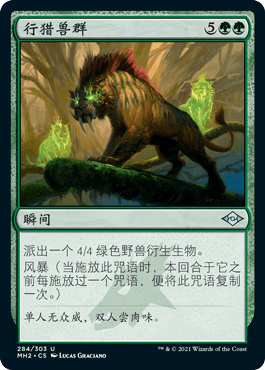 行猎兽群 5
瞬间
派出一个 4/4 绿色野兽衍生生物。
风暴（当施放此咒语时，本回合于它之
前每施放过一个咒语，便将此咒语复制
一次。）
单人无众威，双人尝肉味。
284/303 U
MH2 • CS LUCAS GRACIANO
™ & © 2021 Wizards of the Coast